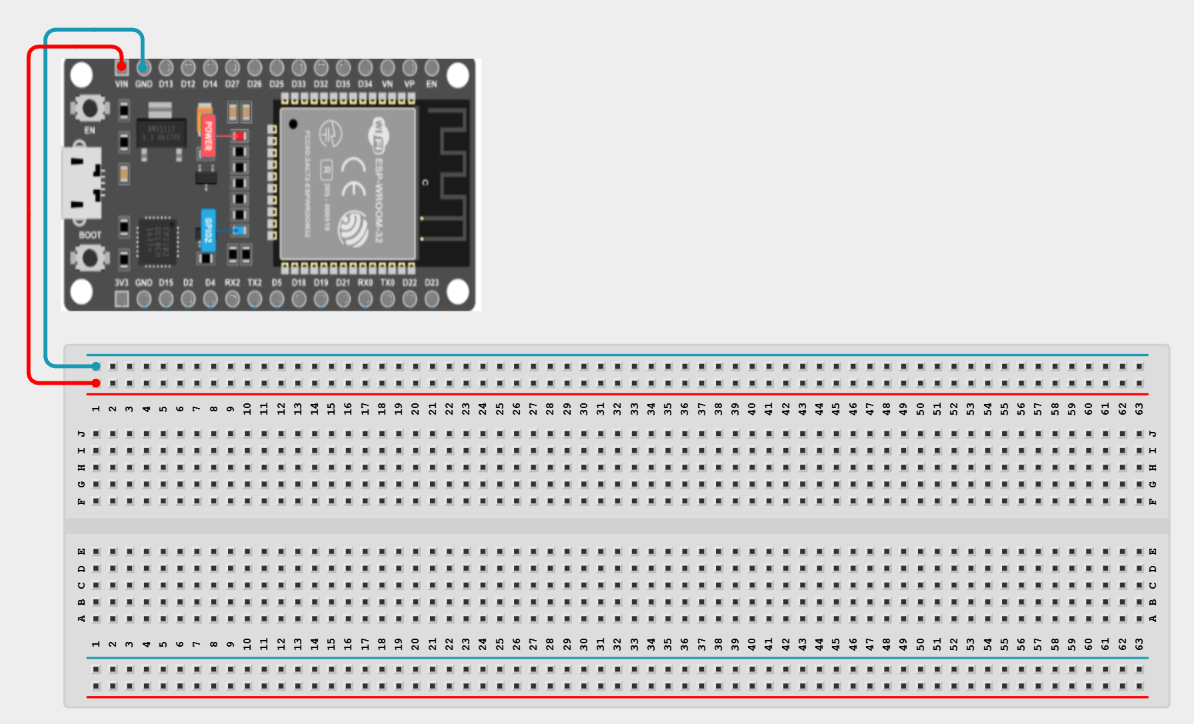 VIN GND D13 D12 D14 D27 D26 D25 D33 D32 D35 D34 VN VP EN
EN
POWER
WiFi ESP-WROOM-32
CE
R
C
GPIO2
BOOT
3V3 GND D15 D2 D4 RX2 TX2 D5 D18 D19 D21 RX0 TX0 D22 D23
1 2 3 4 5 6 7 8 9 10 11 12 13 14 15 16 17 18 19 20 21 22 23 24 25 26 27 28 29 30 31 32 33 34 35 36 37 38 39 40 41 42 43 44 45 46 47 48 49 50 51 52 53 54 55 56 57 58 59 60 61 62 63
J J
I I
H H
G G
F F
E E
D D
C C
B B
A A
1 2 3 4 5 6 7 8 9 10 11 12 13 14 15 16 17 18 19 20 21 22 23 24 25 26 27 28 29 30 31 32 33 34 35 36 37 38 39 40 41 42 43 44 45 46 47 48 49 50 51 52 53 54 55 56 57 58 59 60 61 62 63